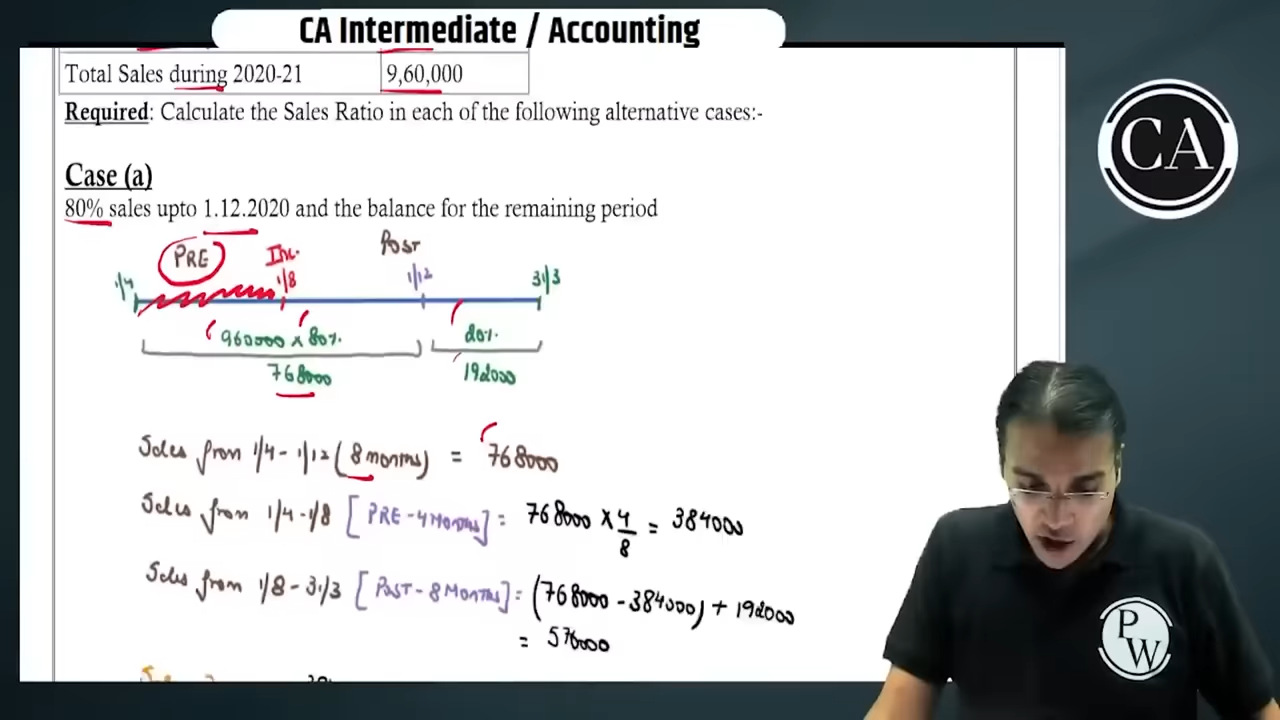 CA Intermediate / Accounting
Total Sales during 2020-21 9,60,000
Required: Calculate the Sales Ratio in each of the following alternative cases:-
CA
Case (a)
80% sales upto 1.12.2020 and the balance for the remaining period
PRE Inc. POST
1/4 1/8 1/12 31/3
960000 x 80% 20%
768000 192000
Sales from 1/4 - 1/12 (8 months) = 768000
Sales from 1/4 - 1/8 [PRE - 4 MONTHS] = 768000 x 4/8 = 384000
Sales from 1/8 - 31/3 [POST - 8 MONTHS] = (768000 - 384000) + 192000
= 576000
PW